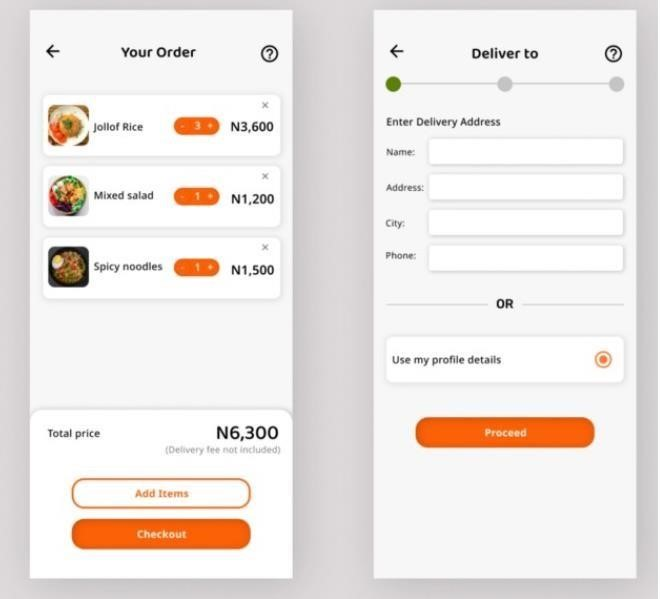 Your Order
?
×
Jollof Rice - 3 + N3,600
×
Mixed salad - 1 + N1,200
×
Spicy noodles - 1 + N1,500
Total price N6,300
(Delivery fee not included)
Add Items
Checkout
Deliver to
?
Enter Delivery Address
Name:
Address:
City:
Phone:
OR
Use my profile details
Proceed